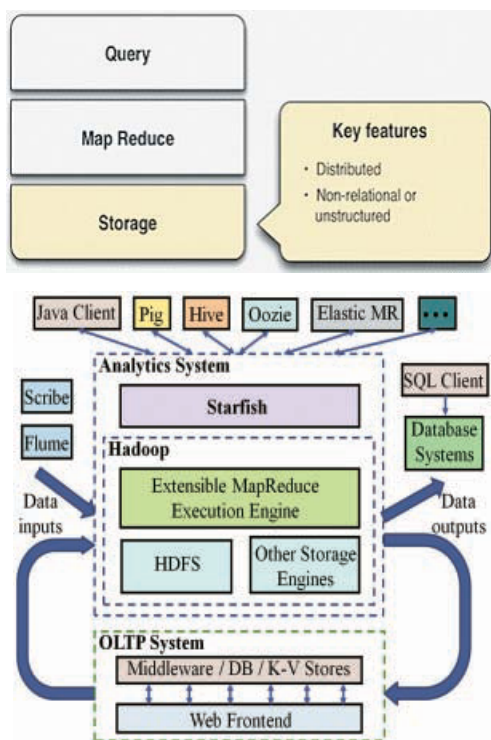 Query
Map Reduce
Storage
Key features
• Distributed
• Non-relational or
unstructured
Java Client
Pig
Hive
Oozie
Elastic MR
•••
Analytics System
Starfish
Scribe
Flume
SQL Client
Database
Systems
Hadoop
Extensible MapReduce
Execution Engine
Data
inputs
Data
outputs
HDFS
Other Storage
Engines
OLTP System
Middleware / DB / K-V Stores
Web Frontend